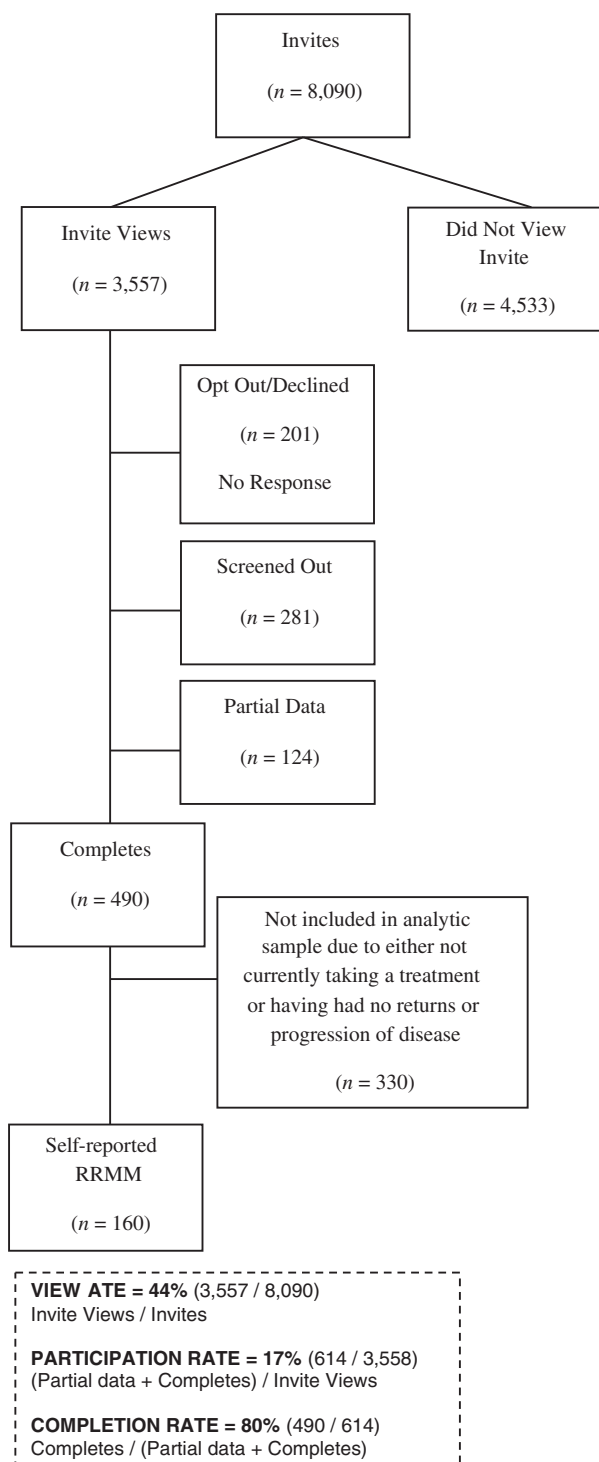 Invites
(n = 8,090)
Invite Views
(n = 3,557)
Did Not View
Invite
(n = 4,533)
Opt Out/Declined
(n = 201)
No Response
Screened Out
(n = 281)
Partial Data
(n = 124)
Completes
(n = 490)
Not included in analytic
sample due to either not
currently taking a treatment
or having had no returns or
progression of disease
(n = 330)
Self-reported
RRMM
(n = 160)
VIEW ATE = 44% (3,557 / 8,090)
Invite Views / Invites
PARTICIPATION RATE = 17% (614 / 3,558)
(Partial data + Completes) / Invite Views
COMPLETION RATE = 80% (490 / 614)
Completes / (Partial data + Completes)